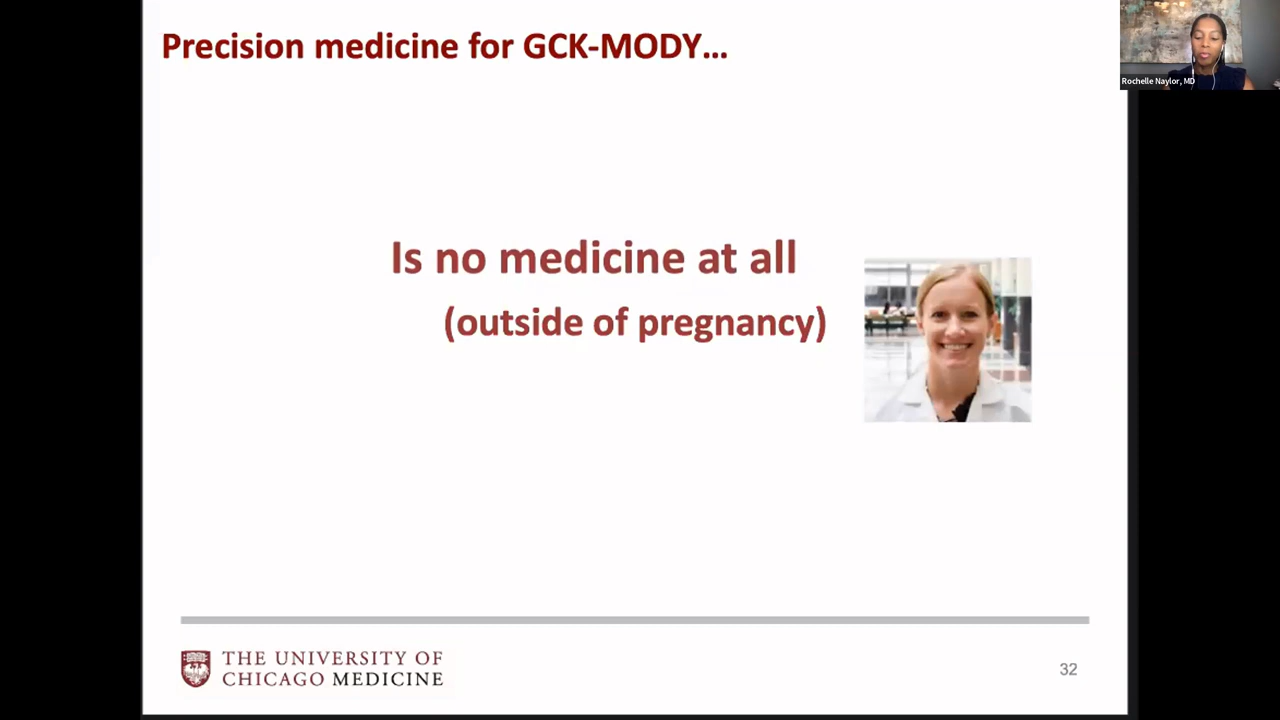 Precision medicine for GCK-MODY…
Rochelle Naylor, MD
Is no medicine at all
(outside of pregnancy)
THE UNIVERSITY OF
CHICAGO MEDICINE
32